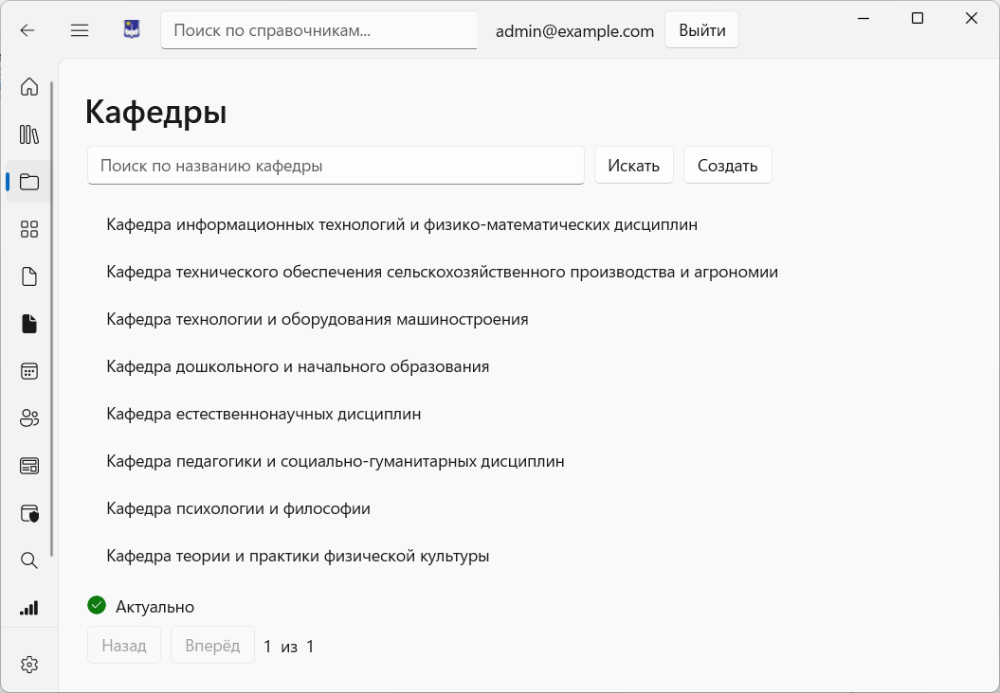 Поиск по справочникам...
admin@example.com
Выйти
Кафедры
Поиск по названию кафедры
Искать
Создать
Кафедра информационных технологий и физико-математических дисциплин
Кафедра технического обеспечения сельскохозяйственного производства и агрономии
Кафедра технологии и оборудования машиностроения
Кафедра дошкольного и начального образования
Кафедра естественнонаучных дисциплин
Кафедра педагогики и социально-гуманитарных дисциплин
Кафедра психологии и философии
Кафедра теории и практики физической культуры
Актуально
Назад
Вперёд
1 из 1